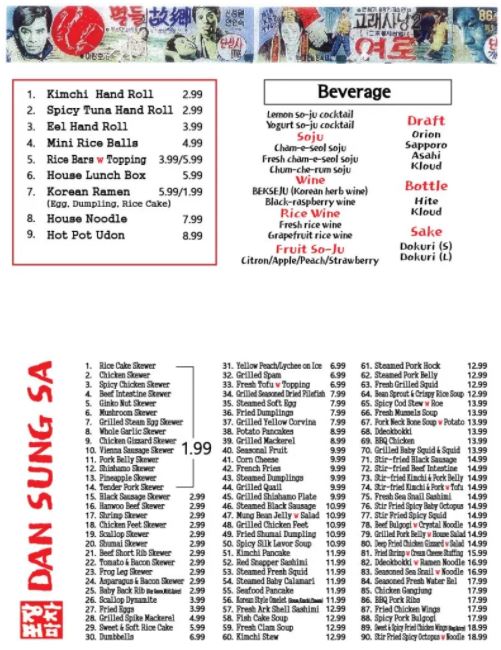 별들 故鄕
고래사냥 2
여로
1. Kimchi Hand Roll 2.99
2. Spicy Tuna Hand Roll 2.99
3. Eel Hand Roll 3.99
4. Mini Rice Balls 4.99
5. Rice Bars w Topping 3.99/5.99
6. House Lunch Box 5.99
7. Korean Ramen 5.99/1.99
(Egg, Dumpling, Rice Cake)
8. House Noodle 7.99
9. Hot Pot Udon 8.99
Beverage
Lemon so-ju cocktail
Yogurt so-ju cocktail
Soju
Cham-e-seol soju
Fresh cham-e-seol soju
Chum-che-rum soju
Wine
BEKSEJU (Korean herb wine)
Black-raspberry wine
Rice Wine
Fresh rice wine
Grapefruit rice wine
Fruit So-Ju
Citron/Apple/Peach/Strawberry
Draft
Orion
Sapporo
Asahi
Kloud
Bottle
Hite
Kloud
Sake
Dokuri (S)
Dokuri (L)
DAN SUNG SA
1. Rice Cake Skewer
2. Chicken Skewer
3. Spicy Chicken Skewer
4. Beef Intestine Skewer
5. Ginko Nut Skewer
6. Mushroom Skewer
7. Grilled Steam Egg Skewer
8. Whole Garlic Skewer
9. Chicken Gizzard Skewer
10. Vienna Sausage Skewer
1.99
11. Pork Belly Skewer
12. Shishamo Skewer
13. Pineapple Skewer
14. Tender Pork Skewer
15. Black Sausage Skewer 2.99
16. Hanwoo Beef Skewer 2.99
17. Shrimp Skewer 2.99
18. Chicken Feet Skewer 2.99
19. Scallop Skewer 2.99
20. Shumai Skewer 2.99
21. Beef Short Rib Skewer 2.99
22. Tomato & Bacon Skewer 2.99
23. Frog Leg Skewer 2.99
24. Asparagus & Bacon Skewer 2.99
25. Baby Back Rib 2.99
26. Scallop Dynamite 3.99
27. Fried Eggs 3.99
28. Grilled Spike Mackerel 4.99
29. Sweet & Soft Rice Cake 5.99
30. Dumbbells 6.99
31. Yellow Peach/Lychee on Ice 6.99
32. Grilled Spam 6.99
33. Fresh Tofu w Topping 6.99
34. Grilled Seasoned Dried Filefish 7.99
35. Steamed Soft Egg 7.99
36. Fried Dumplings 7.99
37. Grilled Yellow Corvina 7.99
38. Potato Pancakes 8.99
39. Grilled Mackerel 8.99
40. Seasonal Fruit 9.99
41. Corn Cheese 9.99
42. French Fries 9.99
43. Steamed Dumplings 9.99
44. Grilled Quail 9.99
45. Grilled Shishamo Plate 9.99
46. Steamed Black Sausage 10.99
47. Mung Bean Jelly w Salad 10.99
48. Grilled Chicken Feet 10.99
49. Fried Shumai Dumpling 10.99
50. Spicy Silk Lavor Soup 10.99
51. Kimchi Pancake 11.99
52. Red Snapper Sashimi 11.99
53. Steamed Fresh Squid 11.99
54. Steamed Baby Calamari 11.99
55. Seafood Pancake 11.99
56. Korean Style Omelet 11.99
57. Fresh Ark Shell Sashimi 12.99
58. Fish Cake Soup 12.99
59. Fresh Clam Soup 12.99
60. Kimchi Stew 12.99
61. Steamed Pork Hock 12.99
62. Steamed Pork Belly 12.99
63. Fresh Grilled Squid 12.99
64. Bean Sprout & Crispy Rice Soup 12.99
65. Spicy Cod Stew w Roe 13.99
66. Fresh Mussels Soup 13.99
67. Pork Neck Bone Soup w Potato 13.99
68. Ddeokbokki 13.99
69. BBQ Chicken 13.99
70. Grilled Baby Squid & Squid 13.99
71. Stir-fried Black Sausage 14.99
72. Stir-fried Beef Intestine 14.99
73. Stir-fried Kimchi & Pork Belly 14.99
74. Stir-fried Kimchi & Pork w Tofu 14.99
75. Fresh Sea Snail Sashimi 14.99
76. Stir Fried Spicy Baby Octopus 14.99
77. Stir Fried Spicy Squid 14.99
78. Beef Bulgogi w Crystal Noodle 14.99
79. Grilled Pork Belly w House Salad 14.99
80. Deep Fried Chicken Gizzard w Salad 14.99
81. Fried Shrimp w Cream Cheese Stuffing 15.99
82. Ddeokbokki w Ramen Noodle 16.99
83. Seasoned Sea Snail w Noodle 16.99
84. Seasoned Fresh Water Eel 17.99
85. Chicken Gangjung 17.99
86. BBQ Pork Ribs 17.99
87. Fried Chicken Wings 17.99
88. Spicy Pork Bulgogi 17.99
89. Sweet & Spicy Fried Chicken Wings 18.99
90. Stir Fried Spicy Octopus w Noodle 18.99